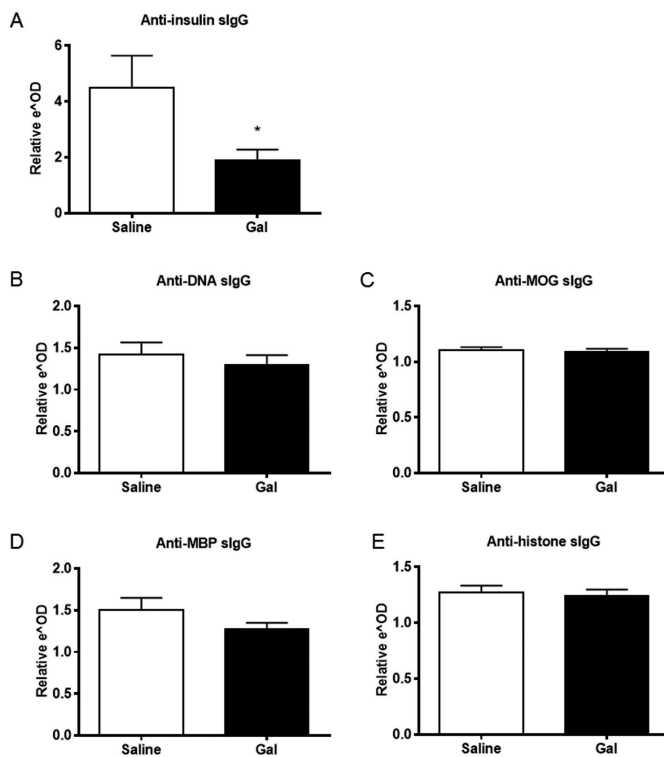 A
Anti-insulin sIgG
Relative e^OD
6
4
2
0
*
Saline Gal
B
Anti-DNA sIgG
Relative e^OD
2.0
1.5
1.0
0.5
0.0
Saline Gal
C
Anti-MOG sIgG
Relative e^OD
1.5
1.0
0.5
0.0
Saline Gal
D
Anti-MBP sIgG
Relative e^OD
2.0
1.5
1.0
0.5
0.0
Saline Gal
E
Anti-histone sIgG
Relative e^OD
1.5
1.0
0.5
0.0
Saline Gal